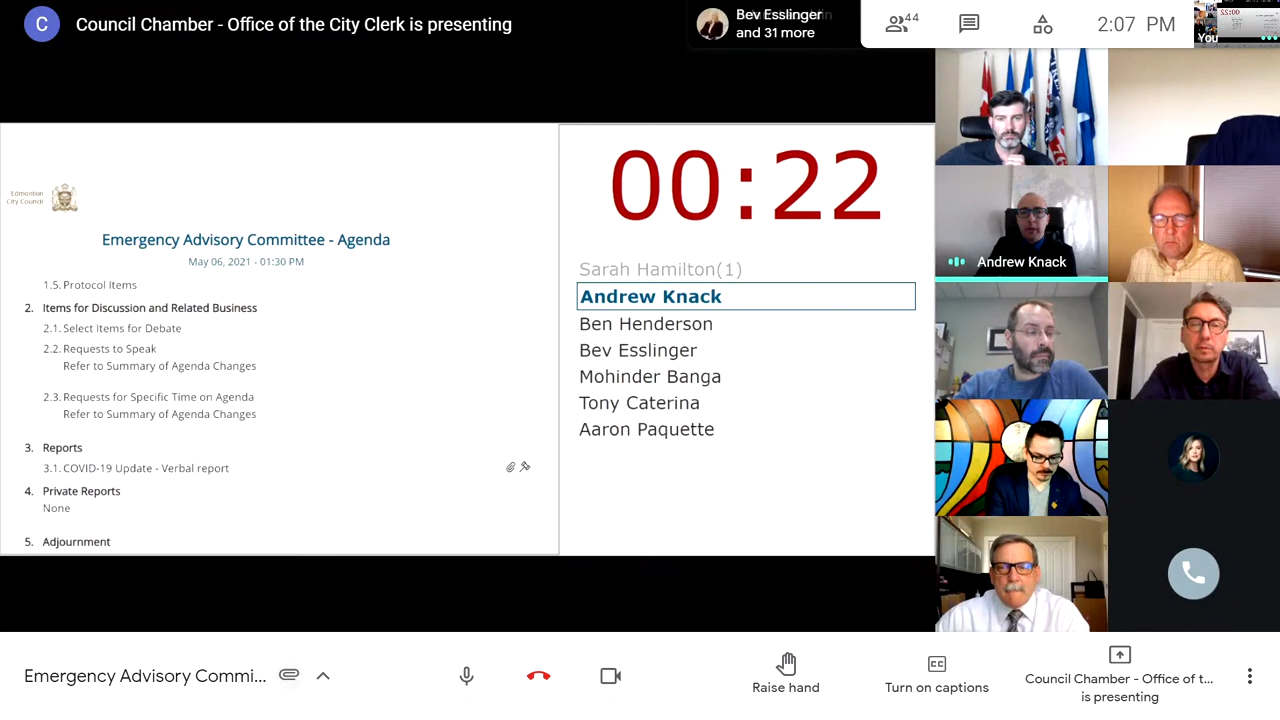 C
Council Chamber - Office of the City Clerk is presenting
Bev Esslinger
and 31 more
44
2:07 PM
You
Edmonton
City Council
Emergency Advisory Committee - Agenda
May 06, 2021 - 01:30 PM
1.5. Protocol Items
2. Items for Discussion and Related Business
2.1. Select Items for Debate
2.2. Requests to Speak
Refer to Summary of Agenda Changes
2.3. Requests for Specific Time on Agenda
Refer to Summary of Agenda Changes
3. Reports
3.1. COVID-19 Update - Verbal report
4. Private Reports
None
5. Adjournment
00:22
Sarah Hamilton(1)
Andrew Knack
Ben Henderson
Bev Esslinger
Mohinder Banga
Tony Caterina
Aaron Paquette
Andrew Knack
Emergency Advisory Commi...
Raise hand
CC
Turn on captions
Council Chamber - Office of t...
is presenting